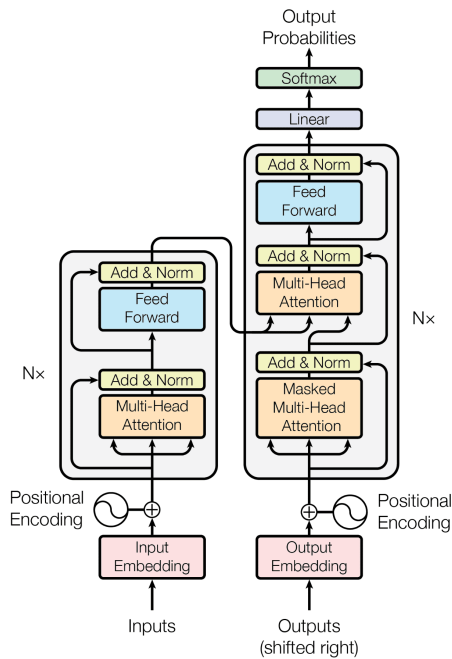 Output
Probabilities
Softmax
Linear
Add & Norm
Feed
Forward
Add & Norm
Multi-Head
Attention
Add & Norm
Masked
Multi-Head
Attention
Nx
Positional
Encoding
Output
Embedding
Outputs
(shifted right)
Add & Norm
Feed
Forward
Add & Norm
Multi-Head
Attention
Nx
Positional
Encoding
Input
Embedding
Inputs